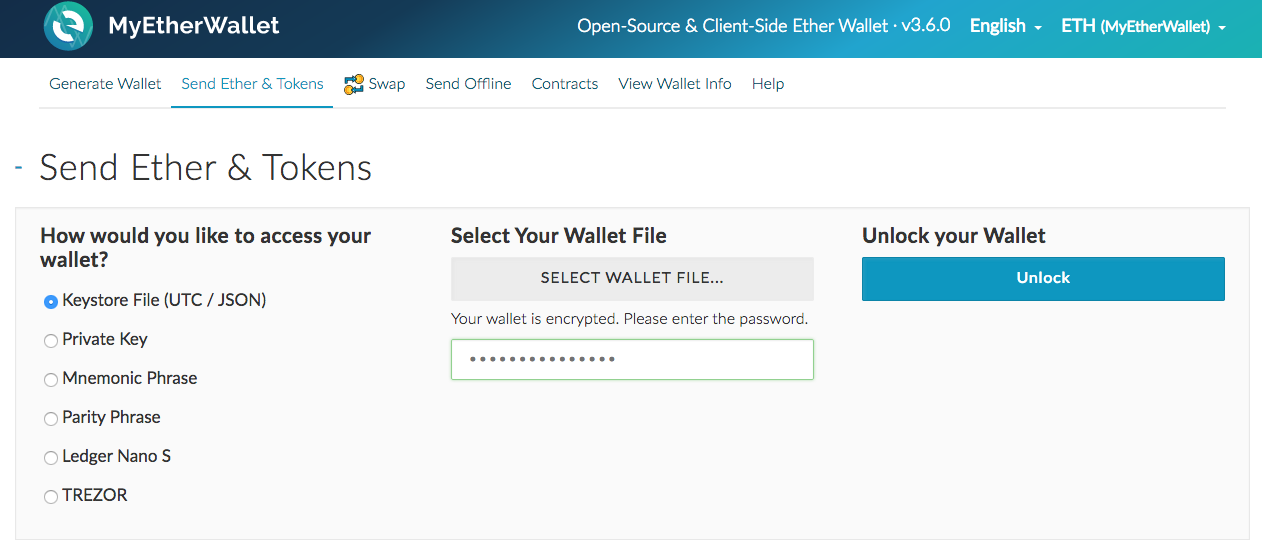 MyEtherWallet
Open-Source & Client-Side Ether Wallet · v3.6.0 English ETH (MyEtherWallet)
Generate Wallet Send Ether & Tokens Swap Send Offline Contracts View Wallet Info Help
- Send Ether & Tokens
How would you like to access your
wallet?
Keystore File (UTC / JSON)
Private Key
Mnemonic Phrase
Parity Phrase
Ledger Nano S
TREZOR
Select Your Wallet File
SELECT WALLET FILE...
Your wallet is encrypted. Please enter the password.
•••••••••••••••
Unlock your Wallet
Unlock